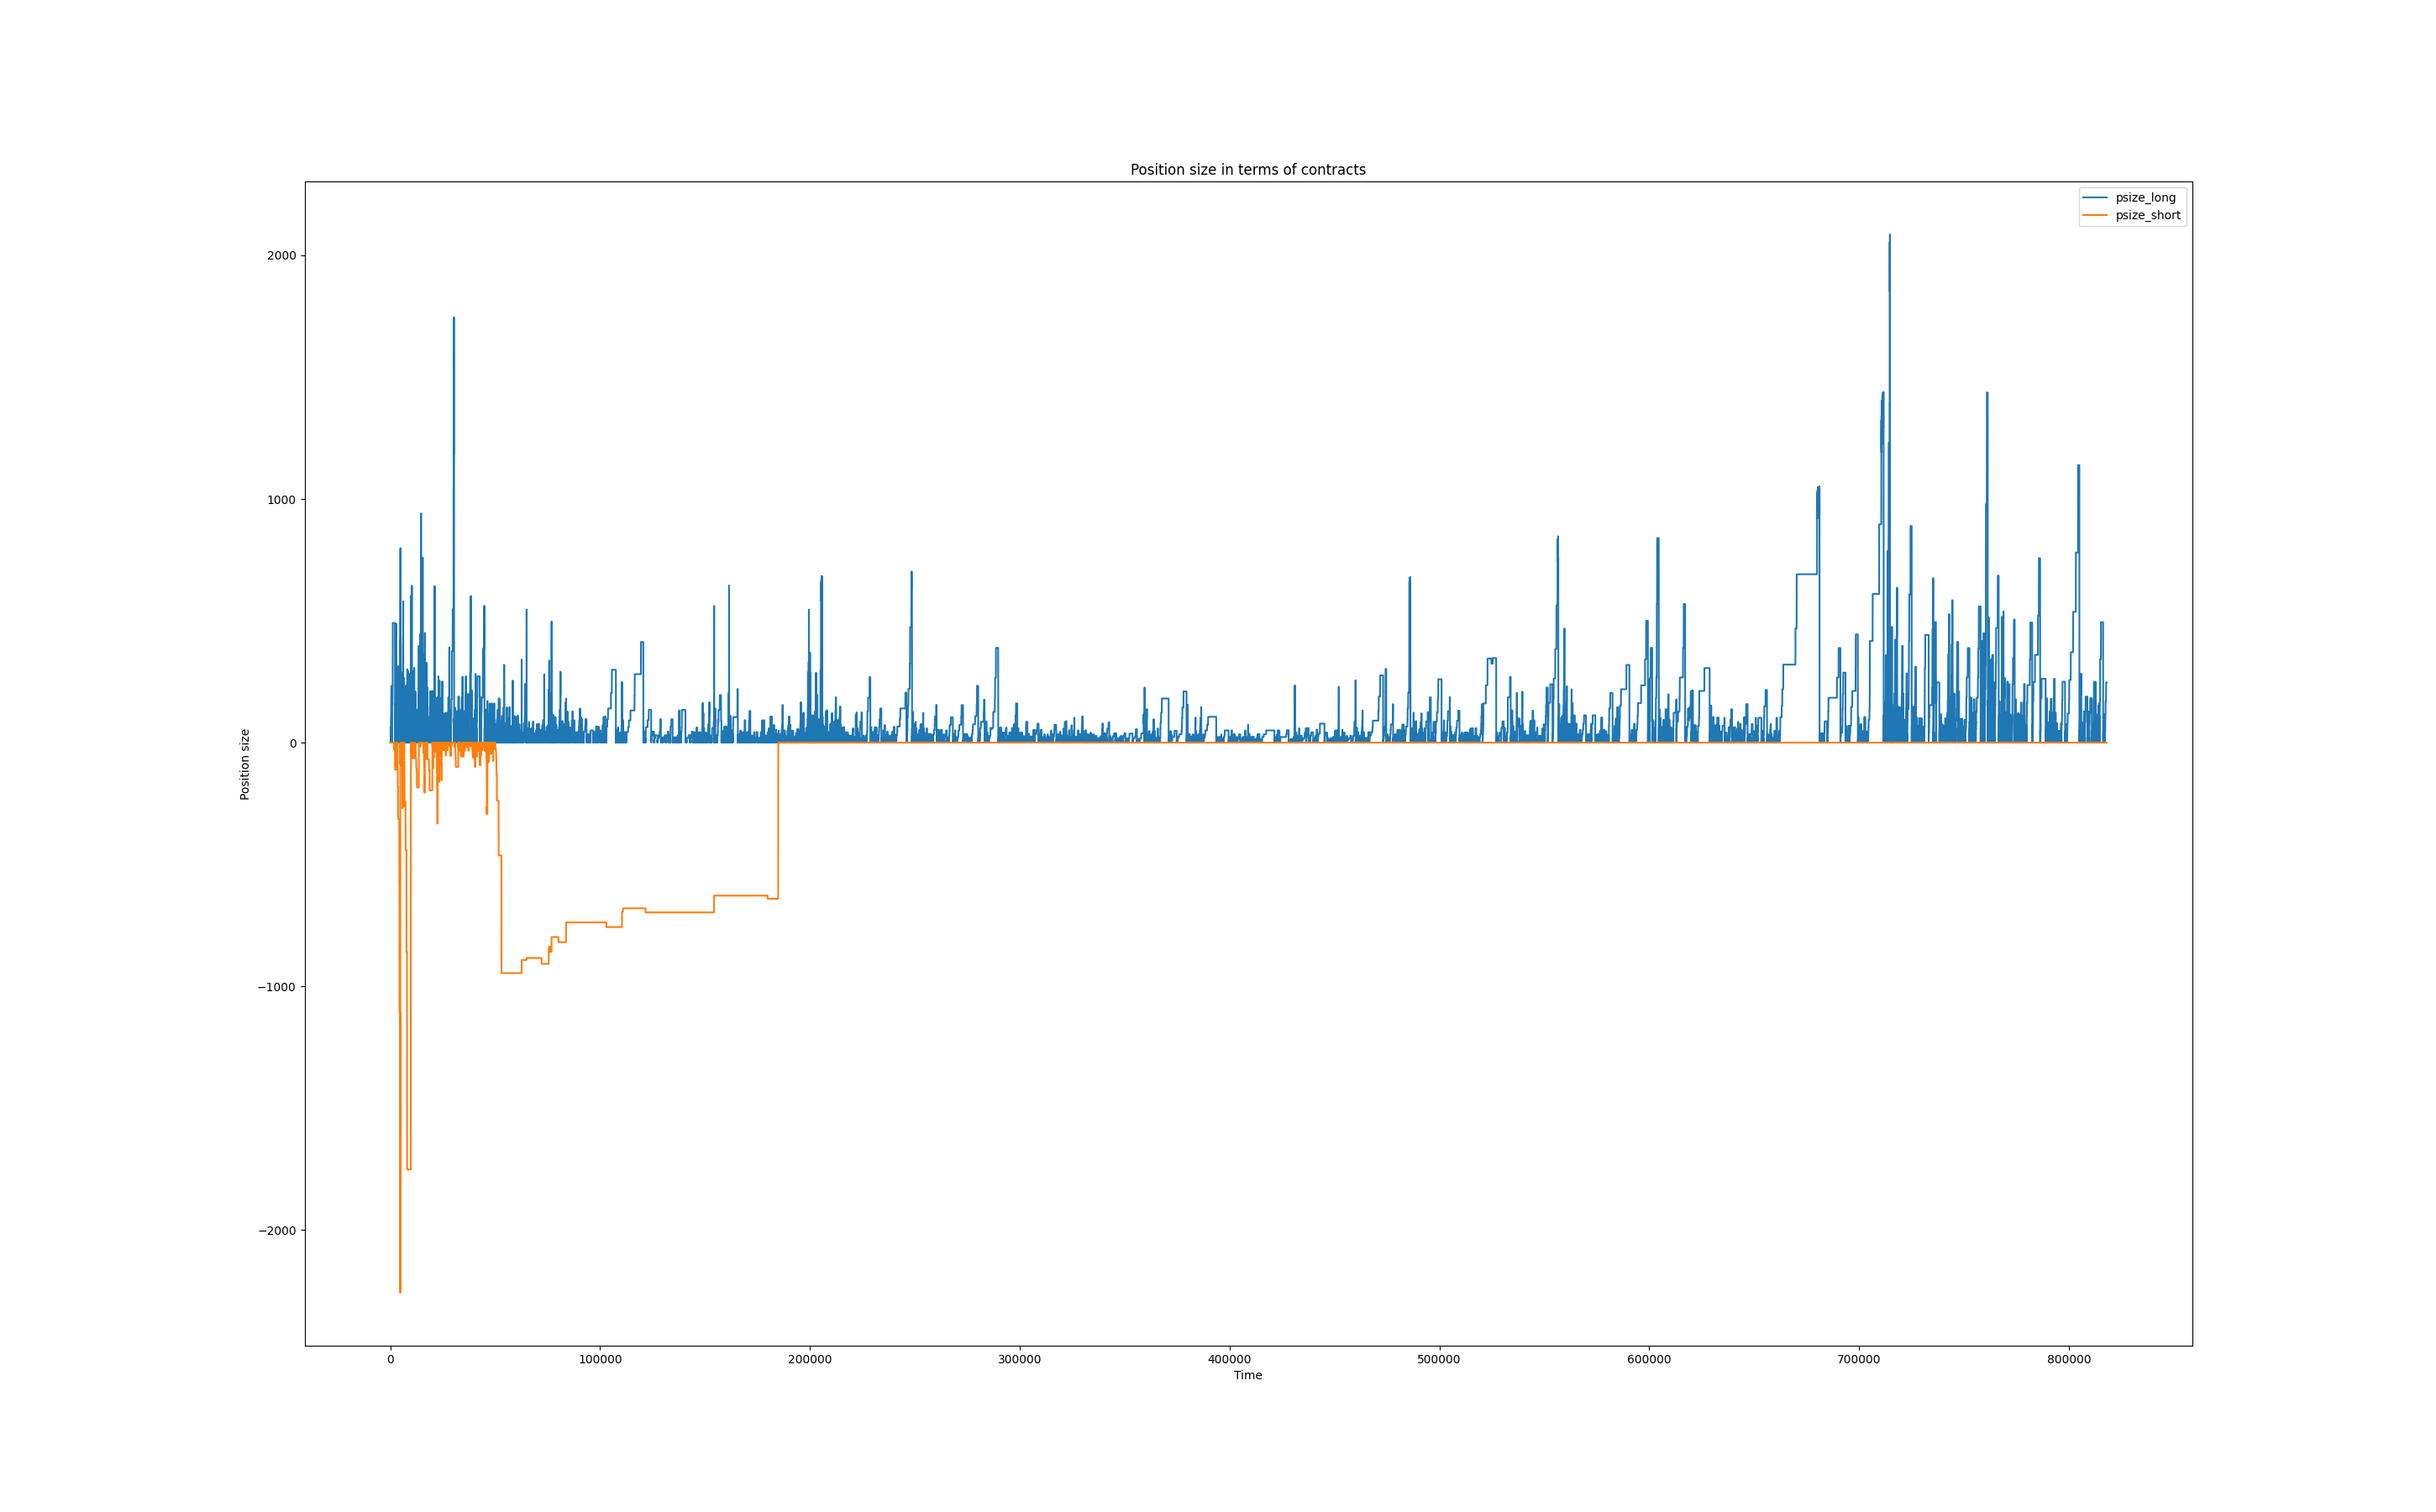 Position size in terms of contracts
psize_long
psize_short
2000
1000
0
−1000
−2000
Position size
0 100000 200000 300000 400000 500000 600000 700000 800000
Time